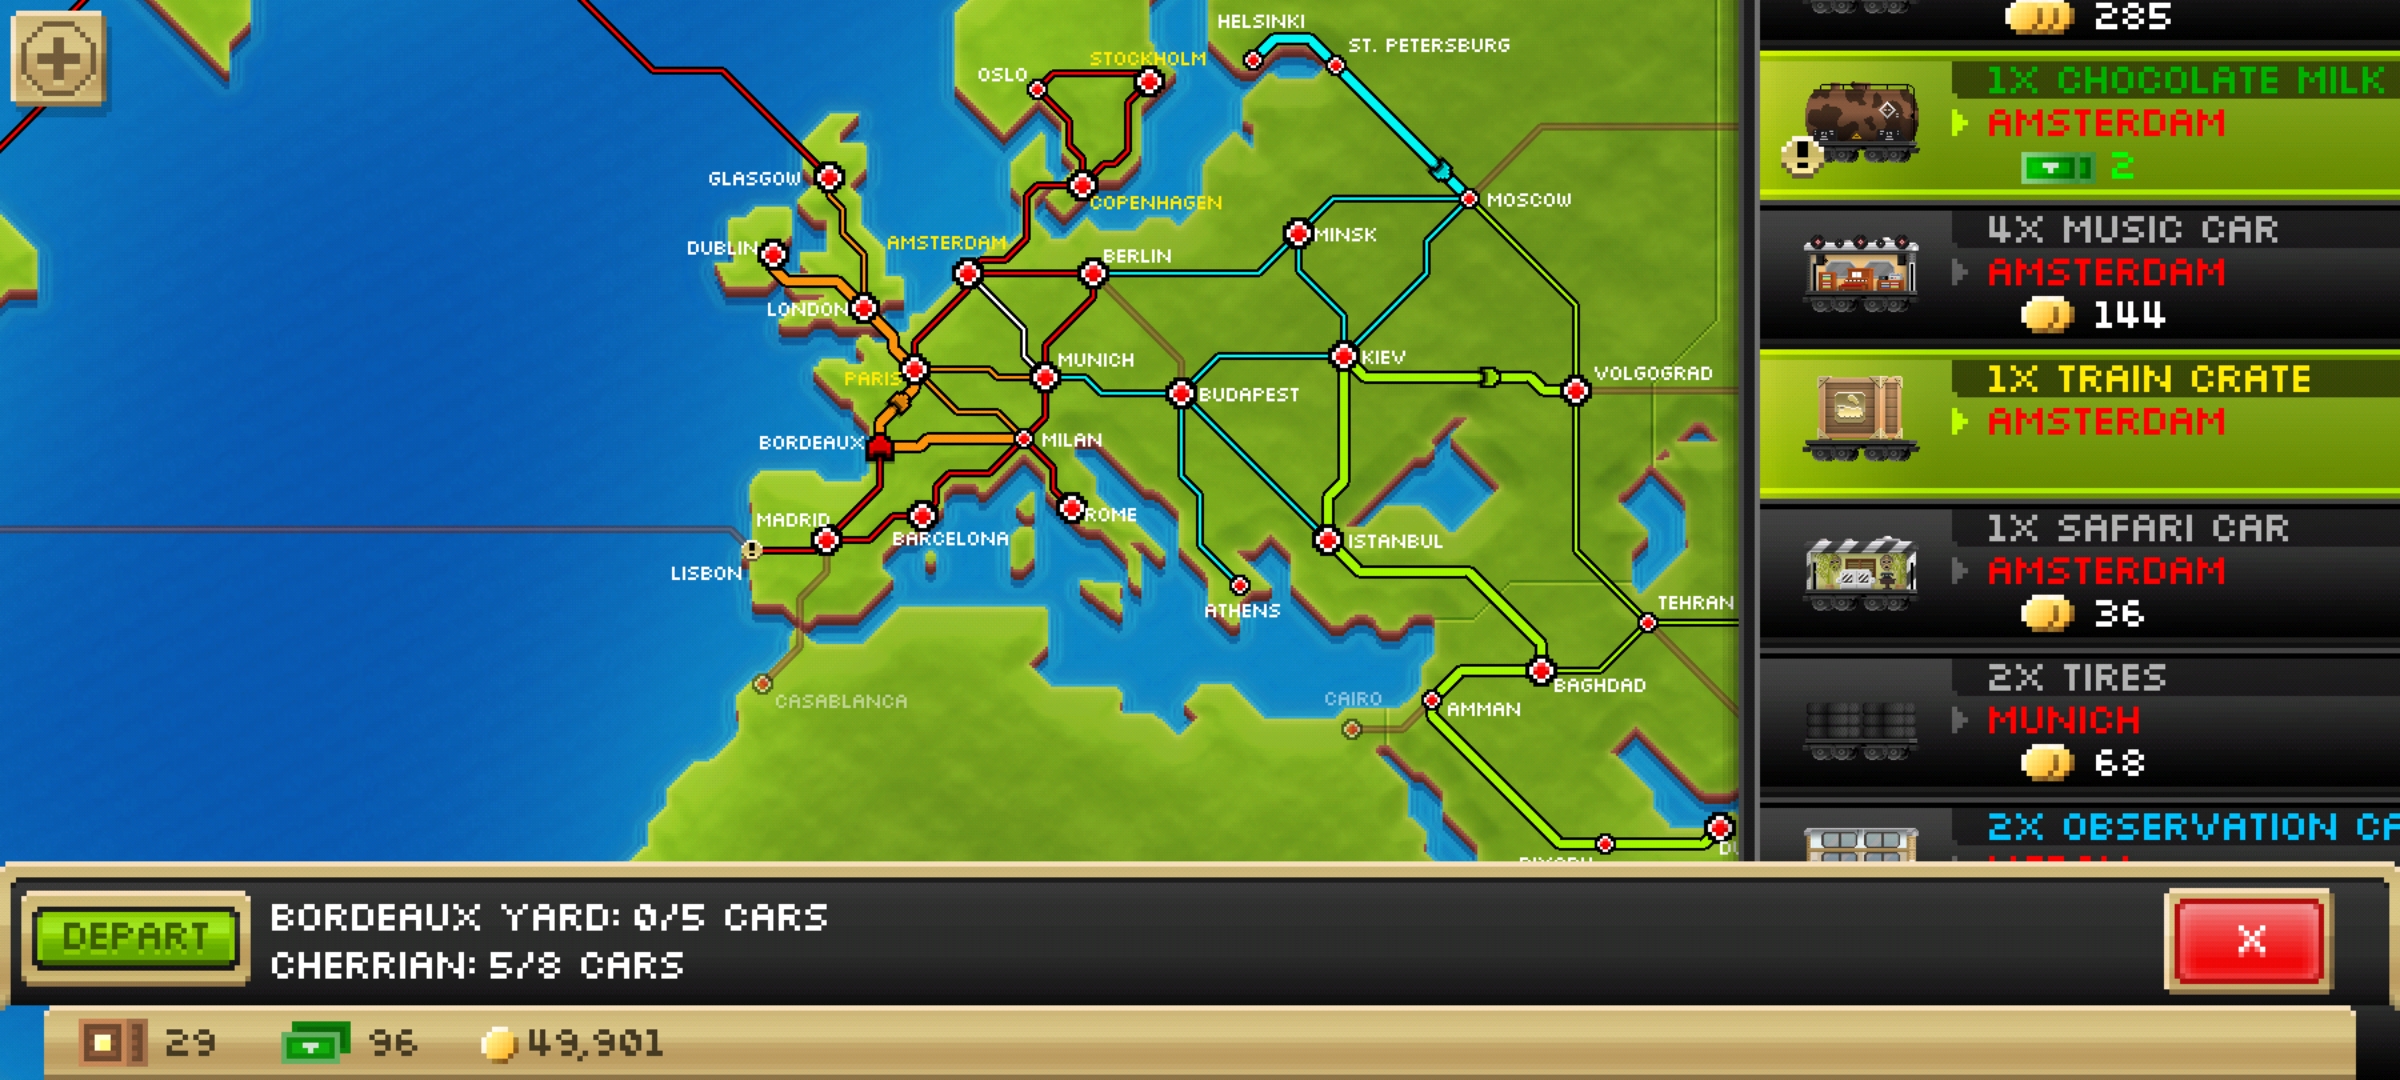 HELSINKI
ST. PETERSBURG
STOCKHOLM
OSLO
GLASGOW
MOSCOW
COPENHAGEN
MINSK
DUBLIN
AMSTERDAM
BERLIN
LONDON
MUNICH
KIEV
VOLGOGRAD
PARIS
BUDAPEST
BORDEAUX
MILAN
MADRID
ROME
BARCELONA
ISTANBUL
LISBON
ATHENS
TEHRAN
BAGHDAD
CASABLANCA
CAIRO
AMMAN
285
1X CHOCOLATE MILK
AMSTERDAM
2
4X MUSIC CAR
AMSTERDAM
144
1X TRAIN CRATE
AMSTERDAM
1X SAFARI CAR
AMSTERDAM
36
2X TIRES
MUNICH
68
2X OBSERVATION CA
DEPART
BORDEAUX YARD: 0/5 CARS
CHERRIAN: 5/8 CARS
X
29
96
49,901